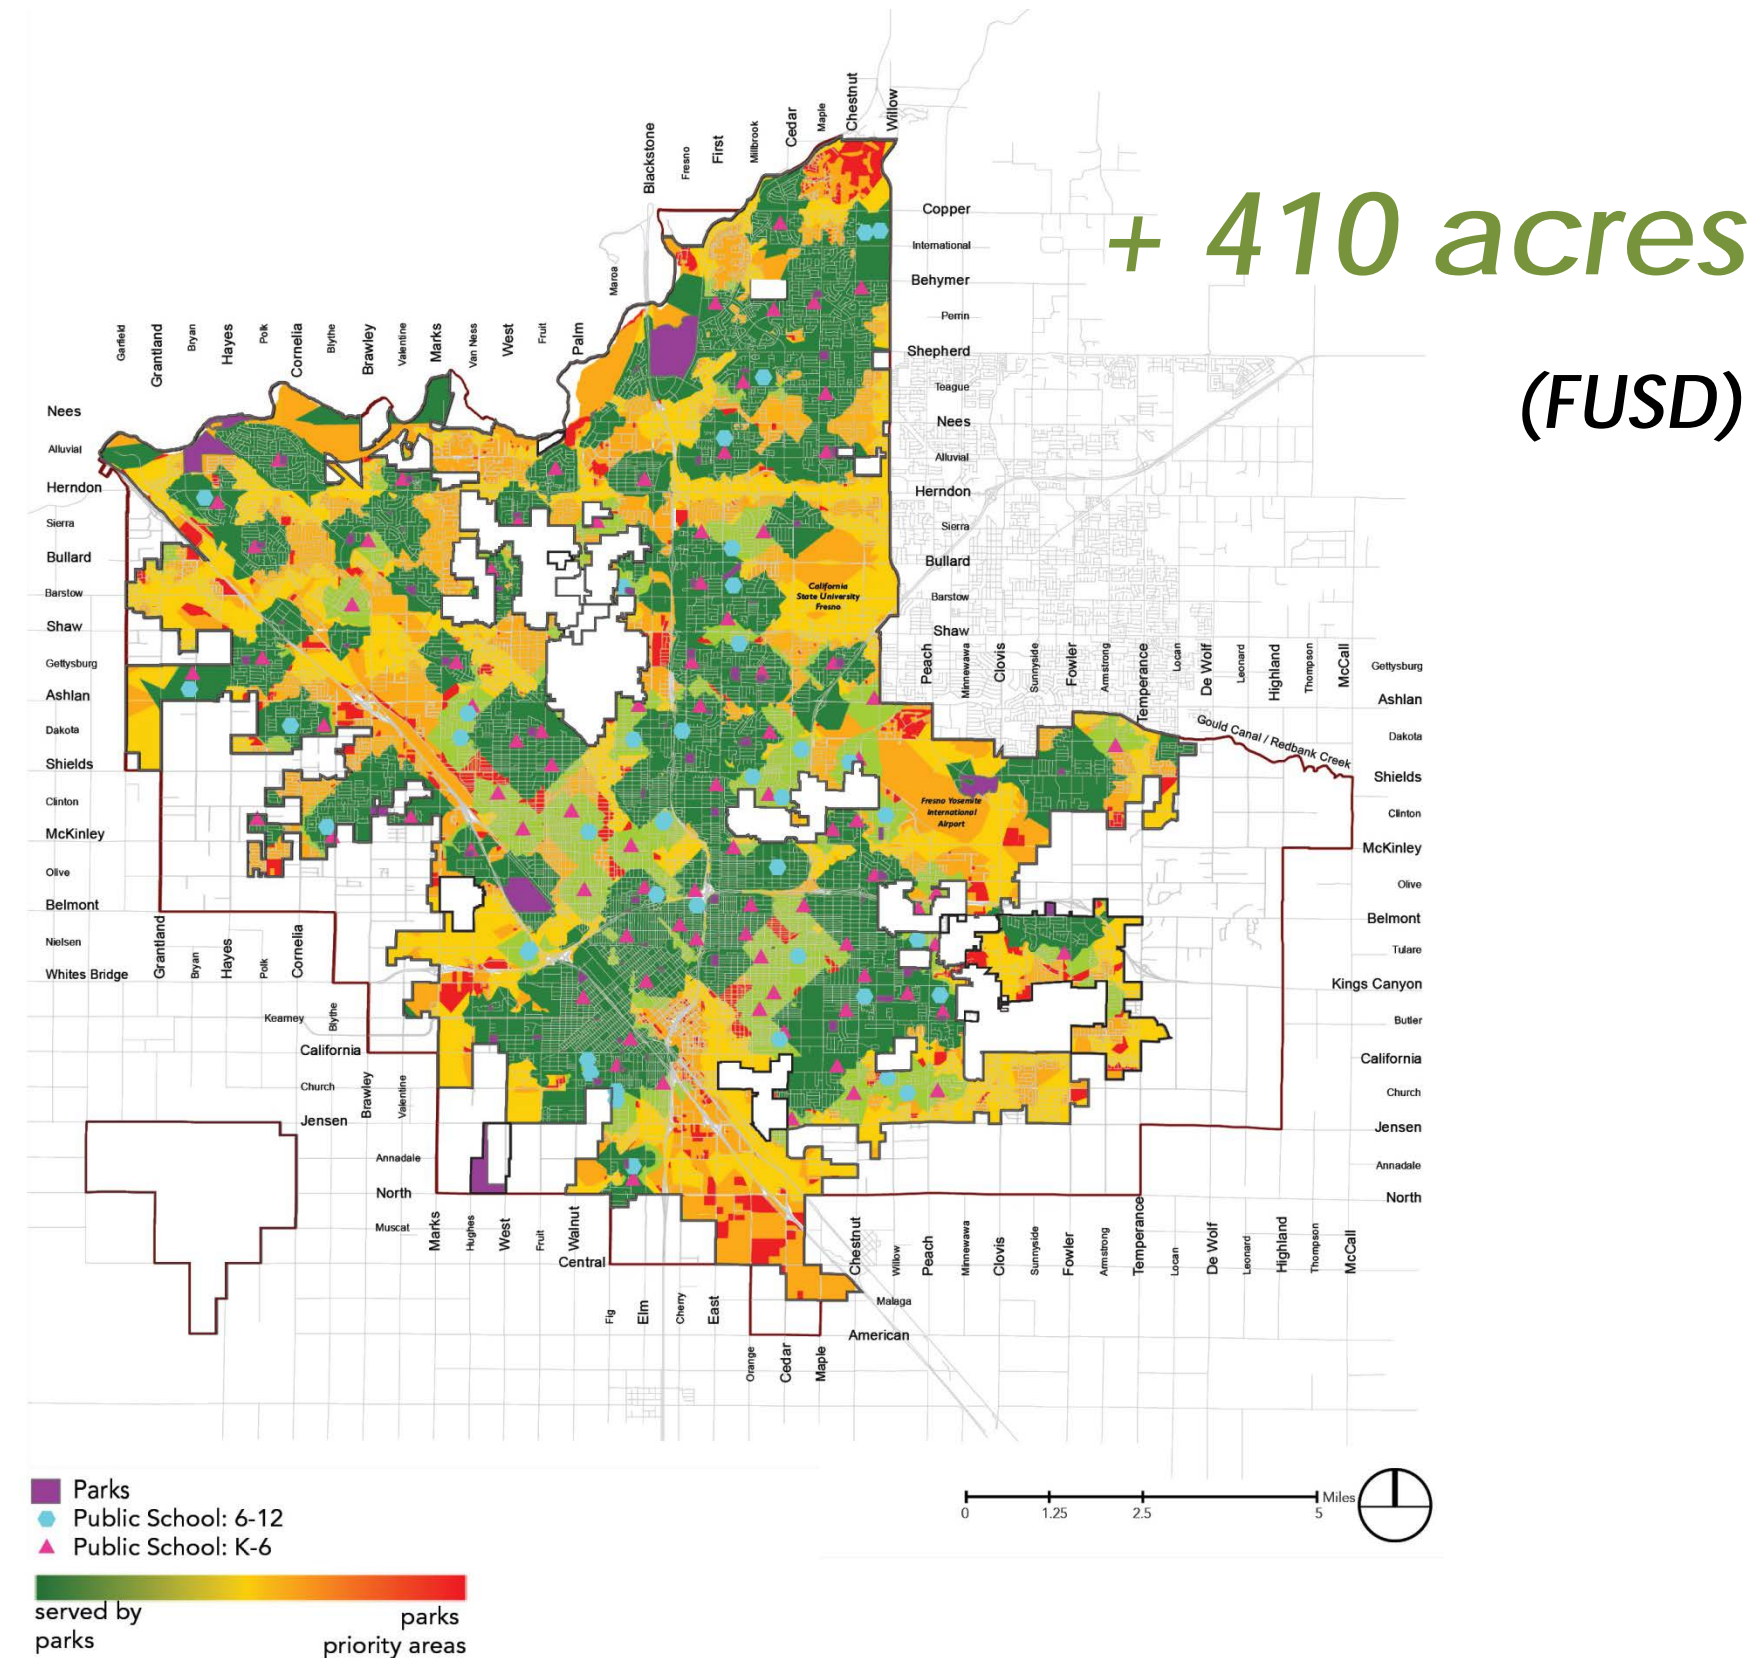 + 410 acres
(FUSD)
Blackstone
Fresno
First
Millbrook
Cedar
Maple
Chestnut
Willow
Maroa
Garfield
Grantland
Bryan
Hayes
Polk
Cornelia
Blythe
Brawley
Valentine
Marks
Van Ness
West
Fruit
Palm
Copper
International
Behymer
Perrin
Shepherd
Teague
Nees
Alluvial
Herndon
Sierra
Bullard
Barstow
Shaw
Nees
Alluvial
Herndon
Sierra
Bullard
Barstow
Shaw
Gettysburg
Ashlan
Dakota
Shields
Clinton
McKinley
Olive
Belmont
Nielsen
Whites Bridge
California
State University
Fresno
Peach
Minnewawa
Clovis
Sunnyside
Fowler
Armstrong
Temperance
Locan
De Wolf
Leonard
Highland
Thompson
McCall
Gettysburg
Ashlan
Dakota
Gould Canal / Redbank Creek
Shields
Clinton
McKinley
Olive
Belmont
Tulare
Kings Canyon
Butler
California
Church
Jensen
Annadale
North
Fresno Yosemite
International
Airport
Grantland
Bryan
Hayes
Polk
Cornelia
Kearney
Blythe
California
Church
Brawley
Valentine
Jensen
Annadale
North
Muscat
Marks
Hughes
West
Fruit
Walnut
Central
Chestnut
Willow
Peach
Minnewawa
Clovis
Sunnyside
Fowler
Armstrong
Temperance
Locan
De Wolf
Leonard
Highland
Thompson
McCall
Fig
Elm
Cherry
East
Malaga
American
Orange
Cedar
Maple
Parks
Public School: 6-12
Public School: K-6
served by
parks
parks
priority areas
0
1.25
2.5
5
Miles